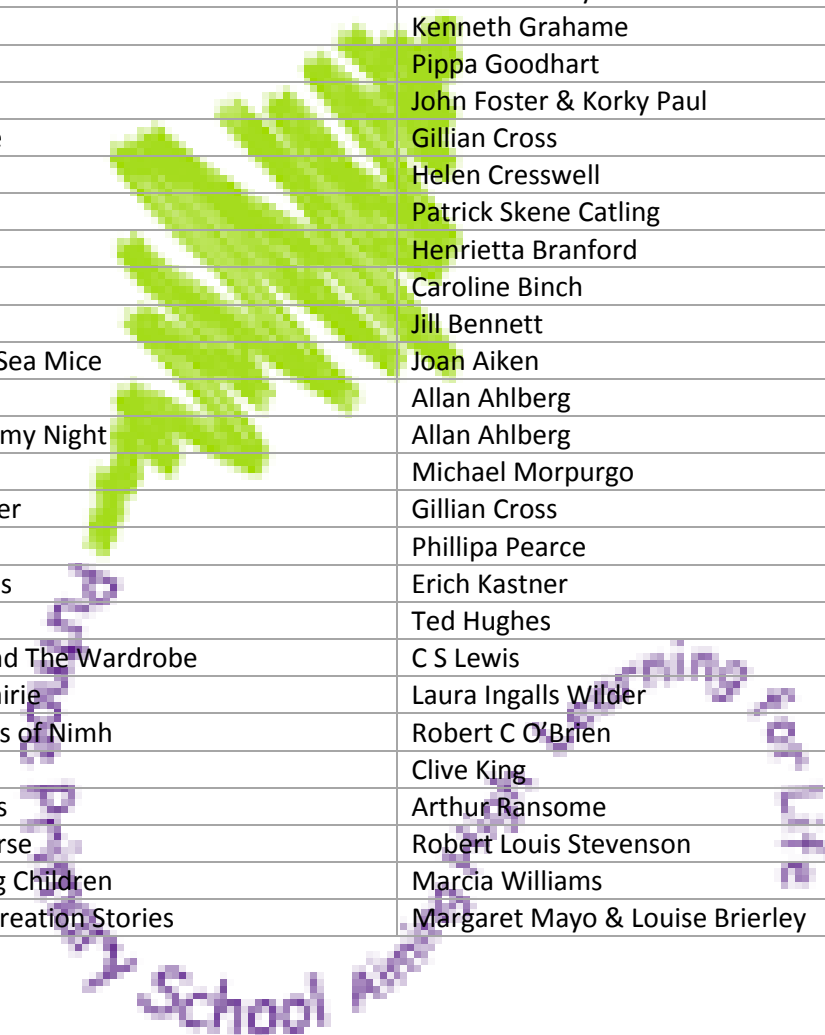 Kenneth Grahame
Pippa Goodhart
John Foster & Korky Paul
Gillian Cross
Helen Cresswell
Patrick Skene Catling
Henrietta Branford
Caroline Binch
Jill Bennett
Sea Mice Joan Aiken
Allan Ahlberg
my Night Allan Ahlberg
Michael Morpurgo
er Gillian Cross
Phillipa Pearce
s Erich Kastner
Ted Hughes
d The Wardrobe C S Lewis
irie Laura Ingalls Wilder
s of Nimh Robert C O’Brien
Clive King
s Arthur Ransome
rse Robert Louis Stevenson
g Children Marcia Williams
reation Stories Margaret Mayo & Louise Brierley
Primary School Aiming High Learning for Life